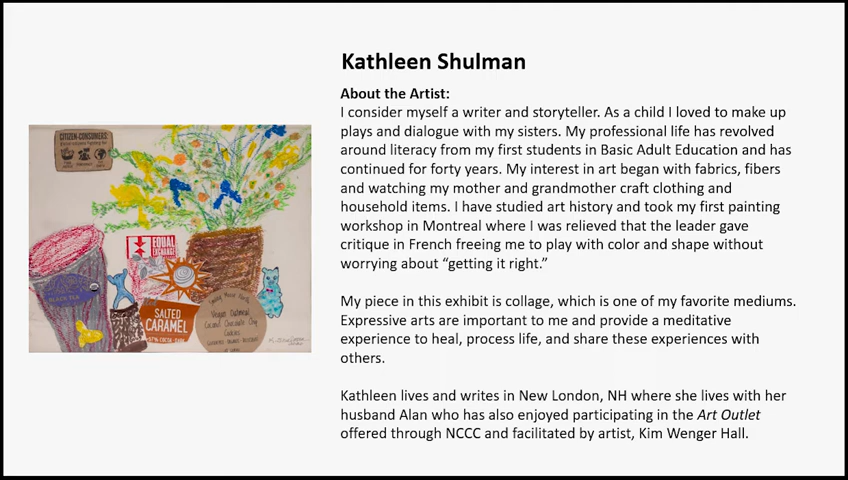 Kathleen Shulman
About the Artist:
I consider myself a writer and storyteller. As a child I loved to make up
plays and dialogue with my sisters. My professional life has revolved
around literacy from my first students in Basic Adult Education and has
continued for forty years. My interest in art began with fabrics, fibers
and watching my mother and grandmother craft clothing and
household items. I have studied art history and took my first painting
workshop in Montreal where I was relieved that the leader gave
critique in French freeing me to play with color and shape without
worrying about “getting it right.”
My piece in this exhibit is collage, which is one of my favorite mediums.
Expressive arts are important to me and provide a meditative
experience to heal, process life, and share these experiences with
others.
Kathleen lives and writes in New London, NH where she lives with her
husband Alan who has also enjoyed participating in the Art Outlet
offered through NCCC and facilitated by artist, Kim Wenger Hall.
CITIZEN-CONSUMERS:
EQUAL
EXCHANGE
BLACK TEA
SALTED
CARAMEL
Vegan Oatmeal
Coconut Chocolate Chip
Cookies